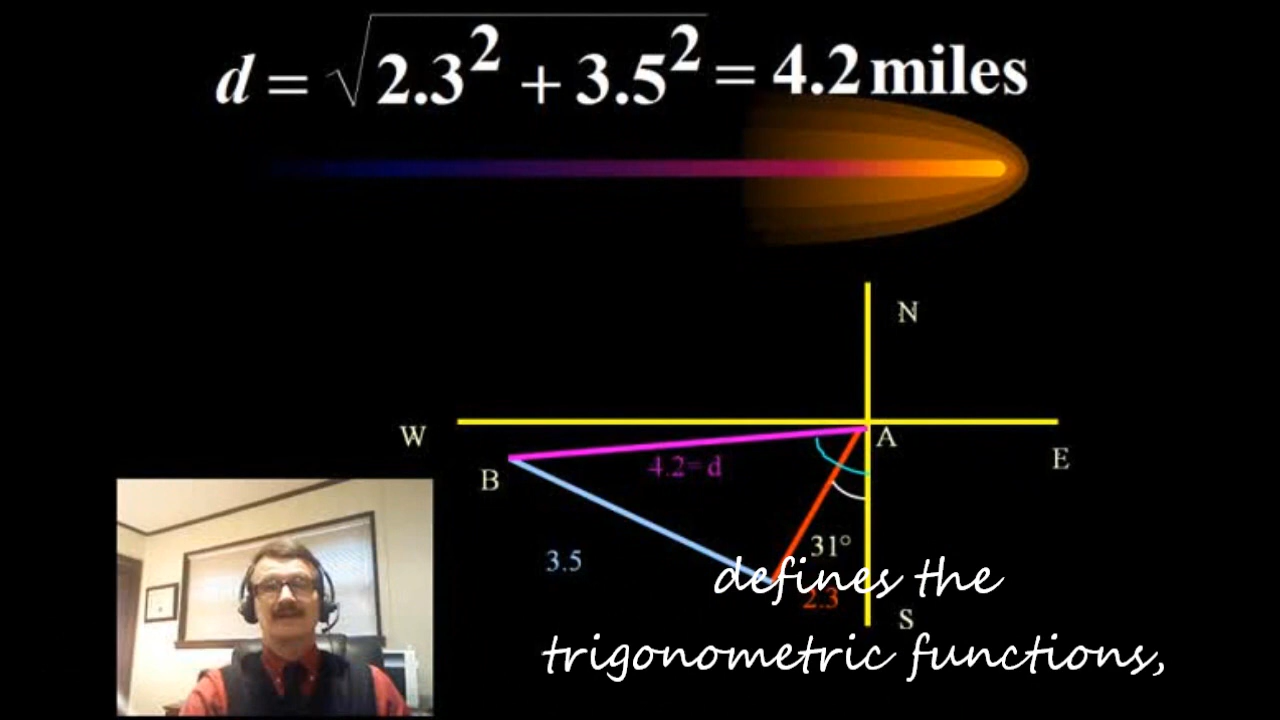 d = √2.3² + 3.5² = 4.2 miles
N
W
A
E
B
4.2=d
31°
3.5
defines the
2.3
S
trigonometric functions,